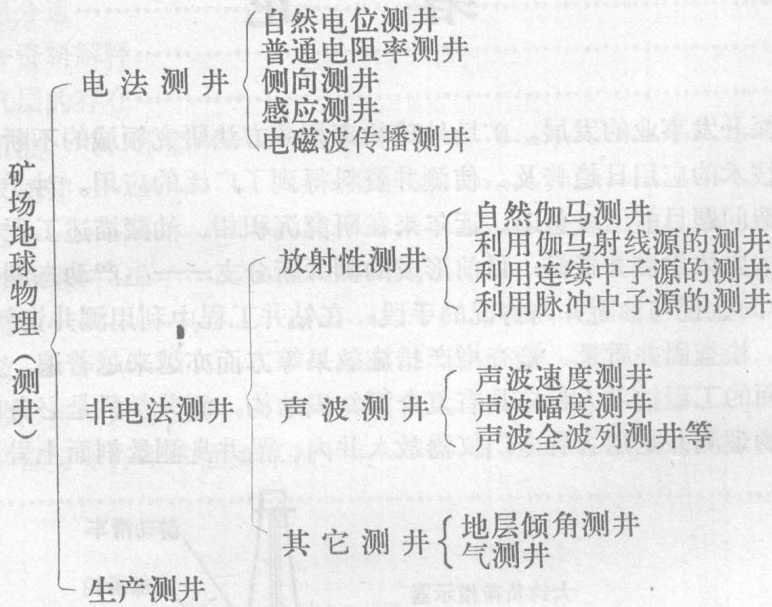 矿场地球物理（测井）
电法测井
自然电位测井
普通电阻率测井
侧向测井
感应测井
电磁波传播测井
非电法测井
放射性测井
自然伽马测井
利用伽马射线源的测井
利用连续中子源的测井
利用脉冲中子源的测井
声波测井
声波速度测井
声波幅度测井
声波全波列测井等
其它测井
地层倾角测井
气测井
生产测井